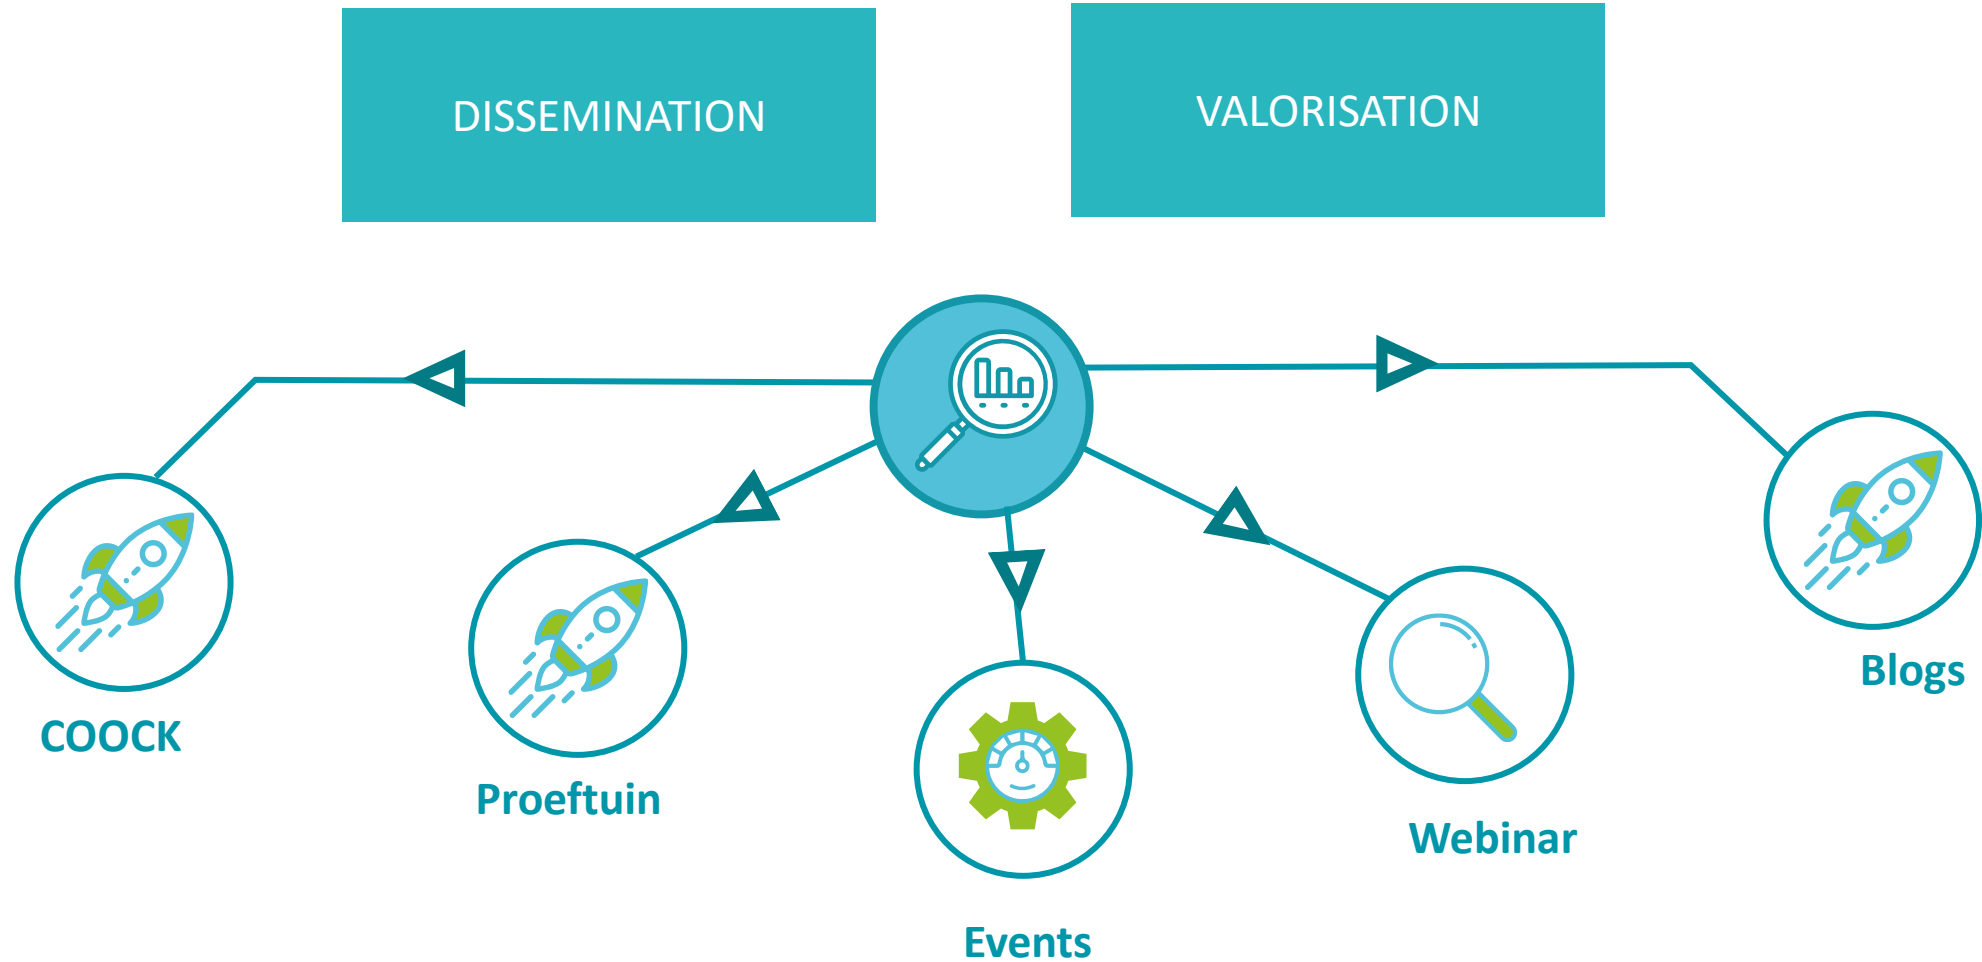 DISSEMINATION
VALORISATION
COOCK
Proeftuin
Events
Webinar
Blogs